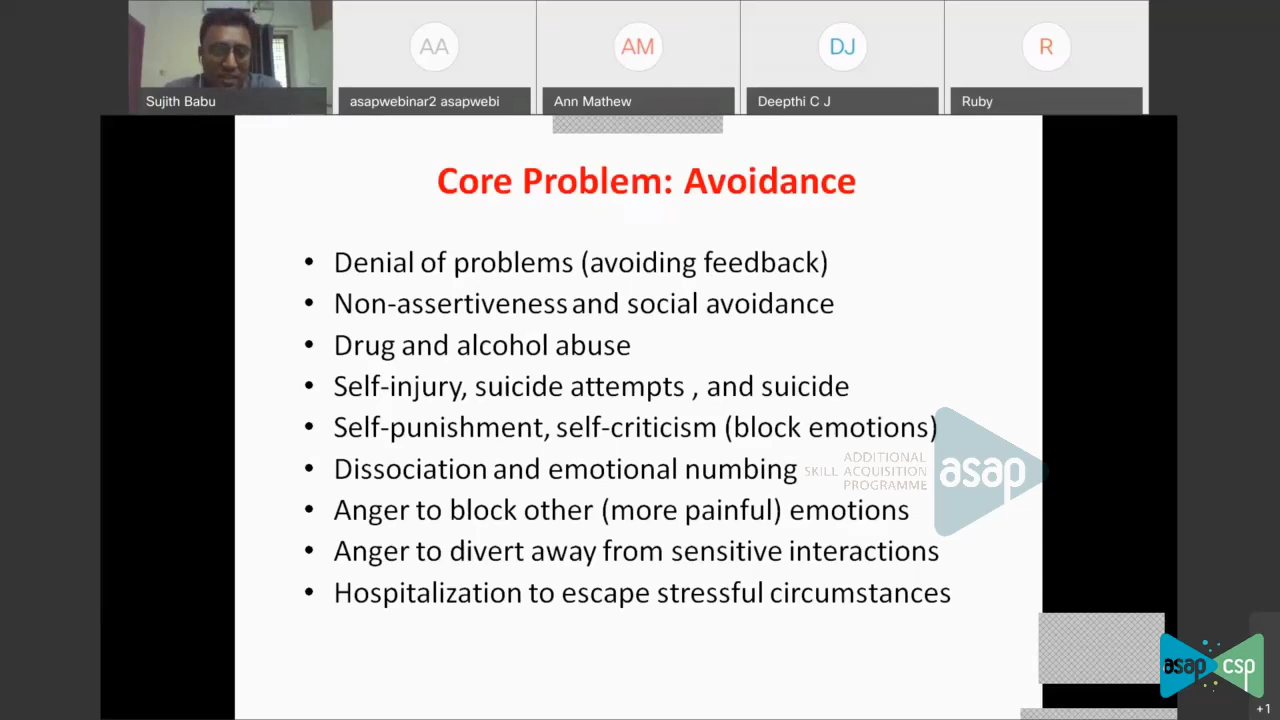 AA
AM
DJ
R
Sujith Babu
asapwebinar2 asapwebi
Ann Mathew
Deepthi C J
Ruby
Core Problem: Avoidance
• Denial of problems (avoiding feedback)
• Non-assertiveness and social avoidance
• Drug and alcohol abuse
• Self-injury, suicide attempts , and suicide
• Self-punishment, self-criticism (block emotions)
• Dissociation and emotional numbing
• Anger to block other (more painful) emotions
• Anger to divert away from sensitive interactions
• Hospitalization to escape stressful circumstances
ADDITIONAL
SKILL ACQUISITION
PROGRAMME
asap
asap csp
+1